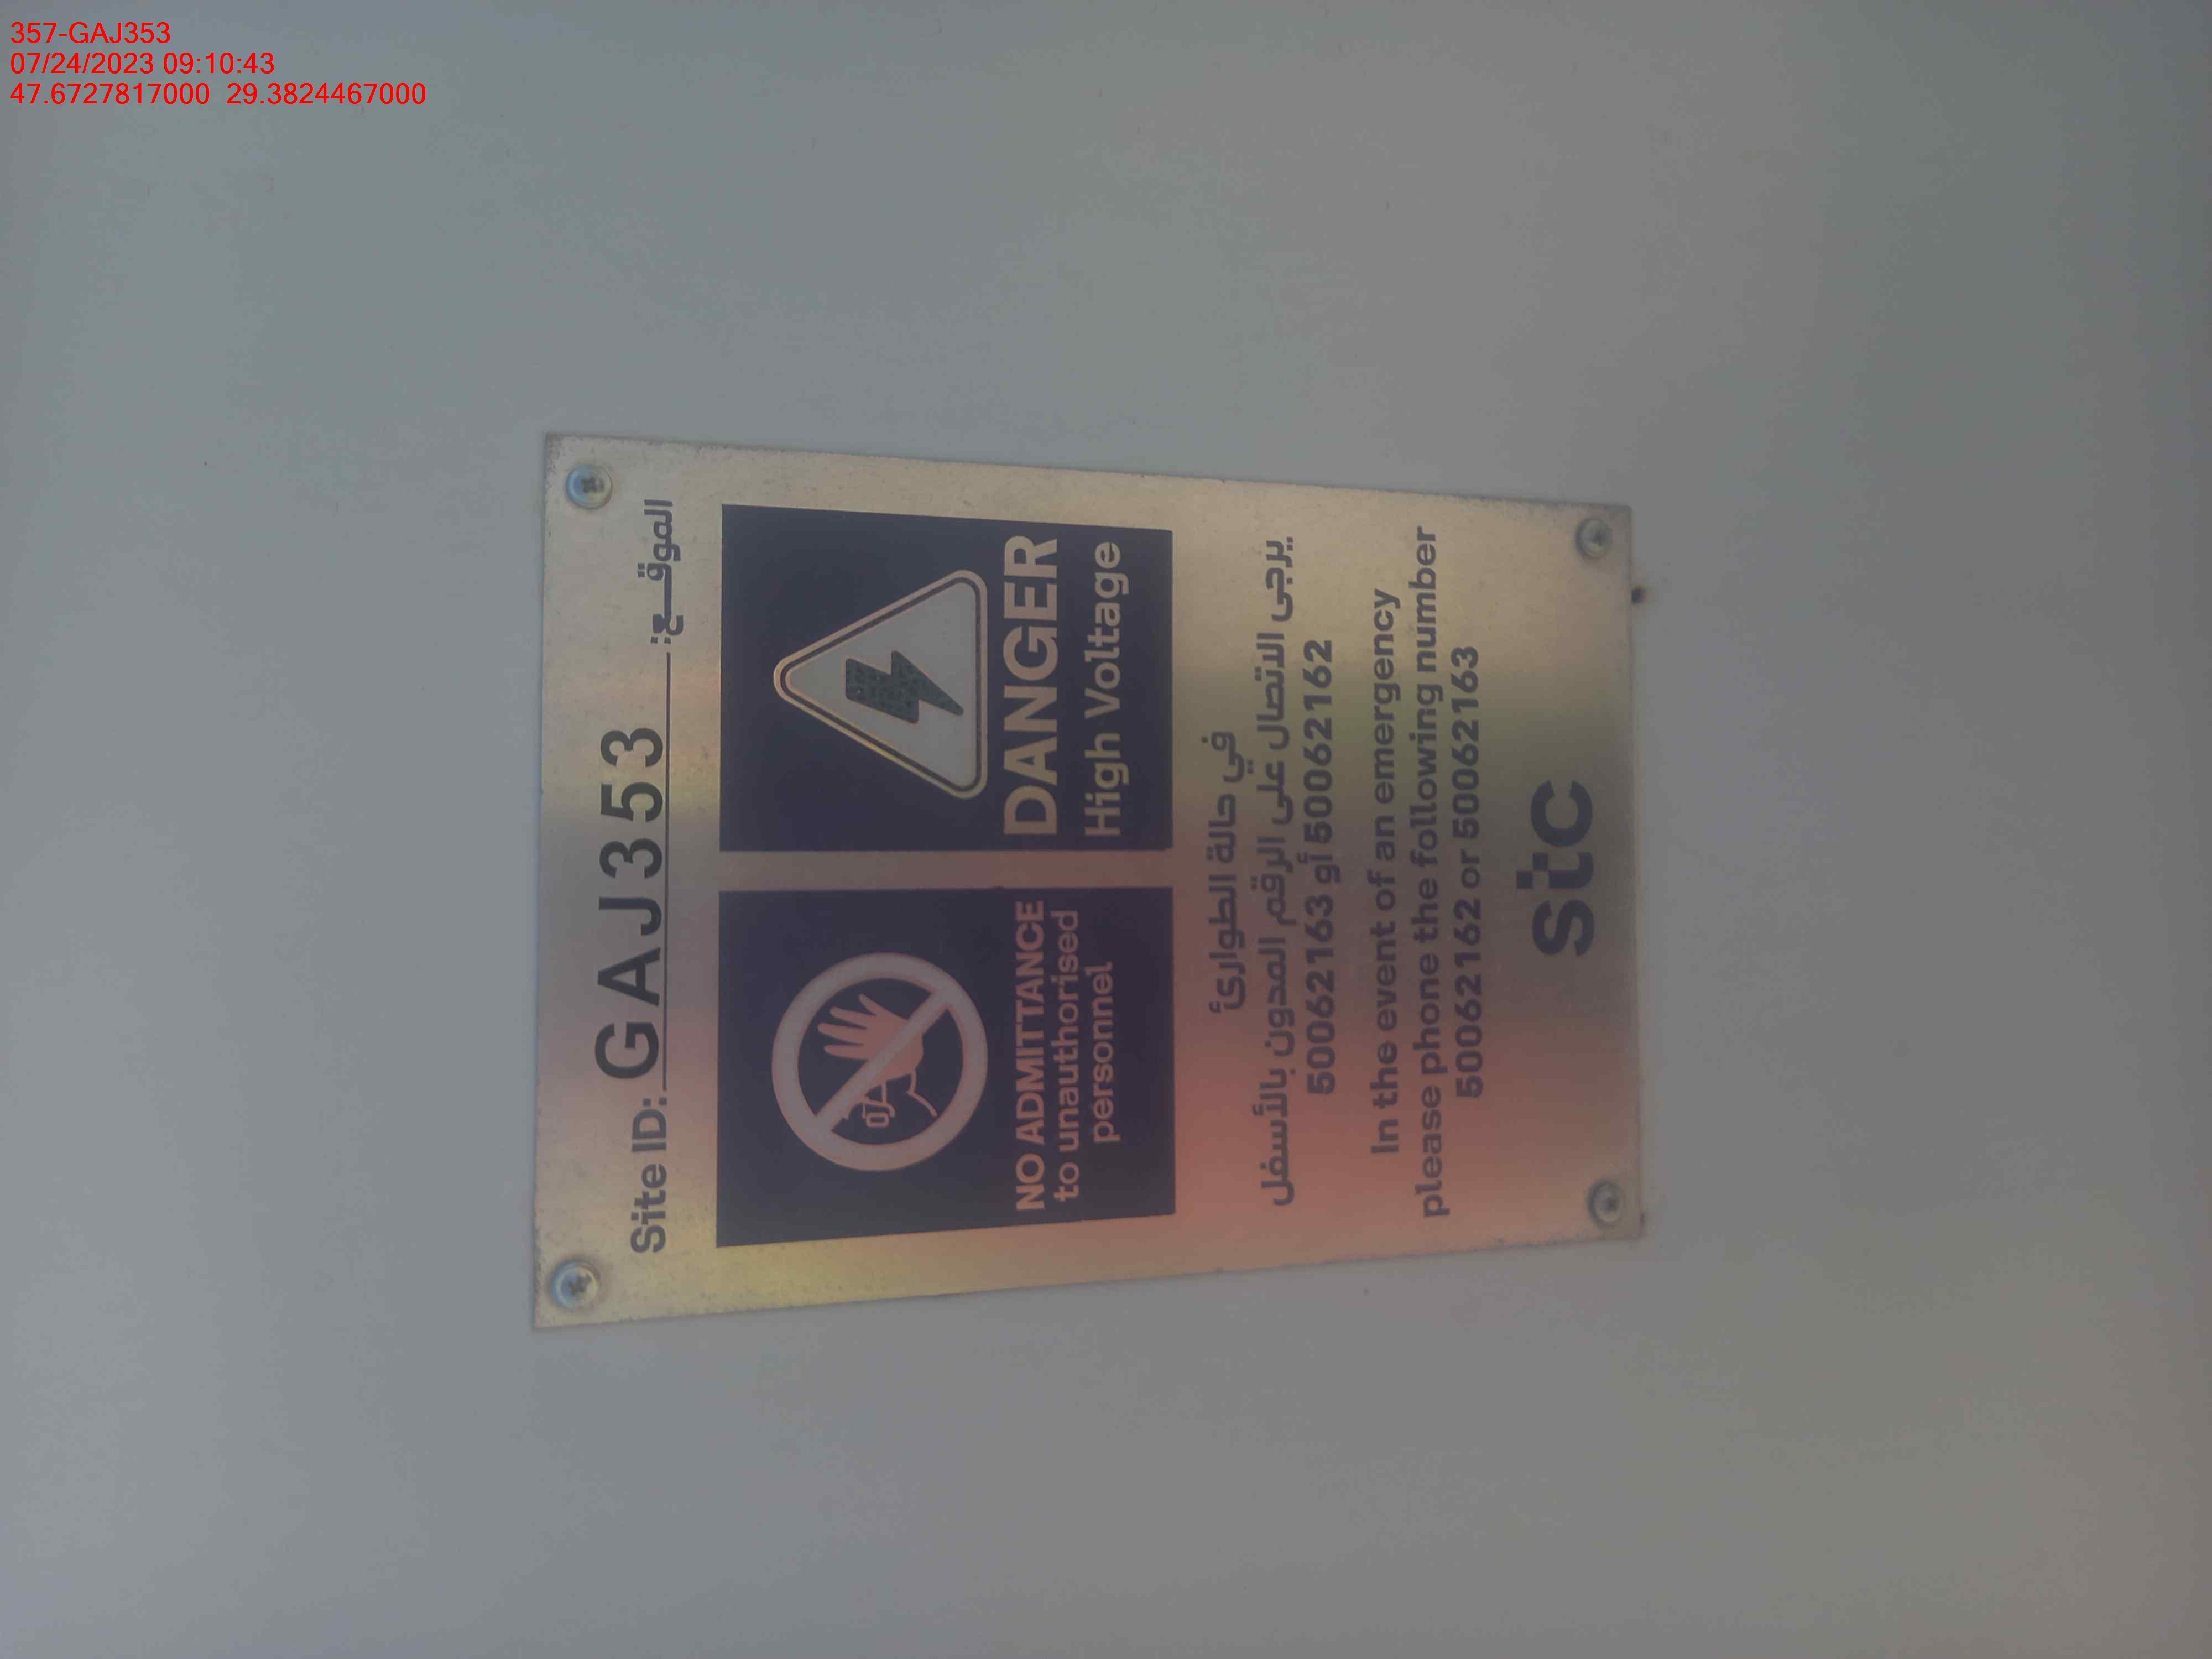 357-GAJ353
07/24/2023 09:10:43
47.6727817000 29.3824467000
Site ID: GAJ353 الموقــع:
NO ADMITTANCE
to unauthorised
personnel
DANGER
High Voltage
في حالة الطوارئ
يرجى الاتصال على الرقم المدون بالأسفل
50062162 أو 50062163
In the event of an emergency
please phone the following number
50062162 or 50062163
stc